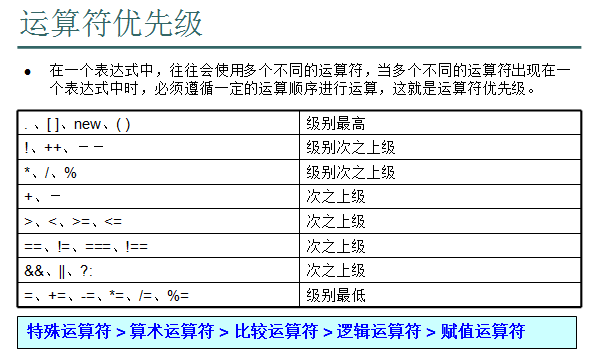 运算符优先级
● 在一个表达式中，往往会使用多个不同的运算符，当多个不同的运算符出现在一
个表达式中时，必须遵循一定的运算顺序进行运算，这就是运算符优先级。
. 、[ ]、new、( ) 级别最高
!、++、－－ 级别次之上级
*、/、% 级别次之上级
+、－ 次之上级
>、<、>=、<= 次之上级
==、!=、===、!== 次之上级
&&、||、?: 次之上级
=、+=、-=、*=、/=、%= 级别最低
特殊运算符 > 算术运算符 > 比较运算符 > 逻辑运算符 > 赋值运算符